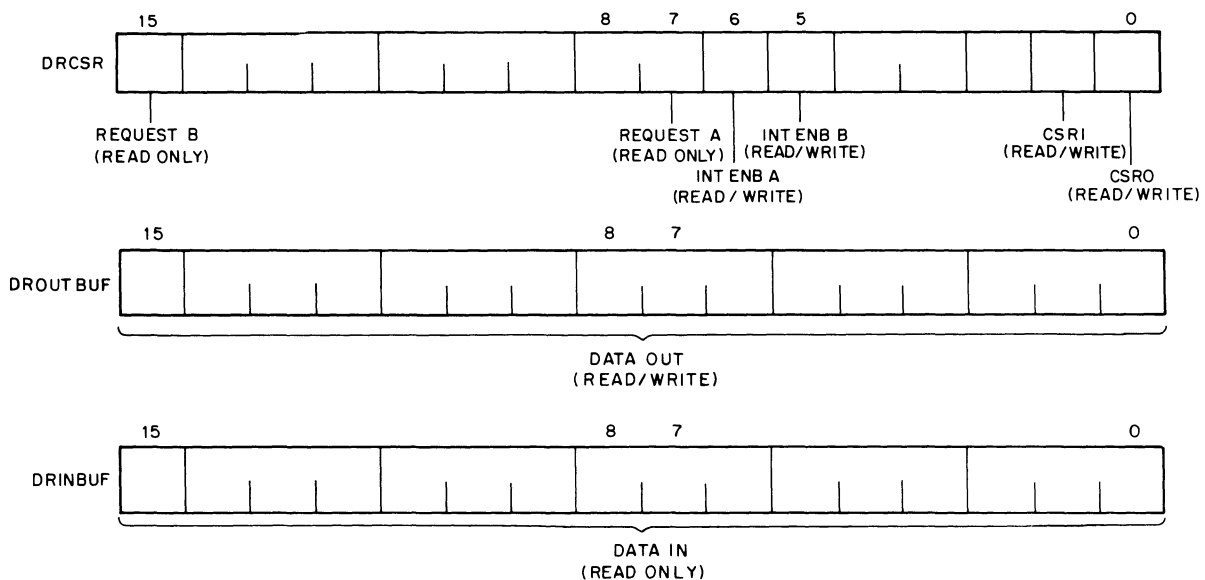 15 8 7 6 5 0
DRCSR
REQUEST B
(READ ONLY)
REQUEST A
(READ ONLY)
INT ENB A
(READ/WRITE)
INT ENB B
(READ/WRITE)
CSR1
(READ/WRITE)
CSR0
(READ/WRITE)
15 8 7 0
DROUTBUF
DATA OUT
(READ/WRITE)
15 8 7 0
DRINBUF
DATA IN
(READ ONLY)